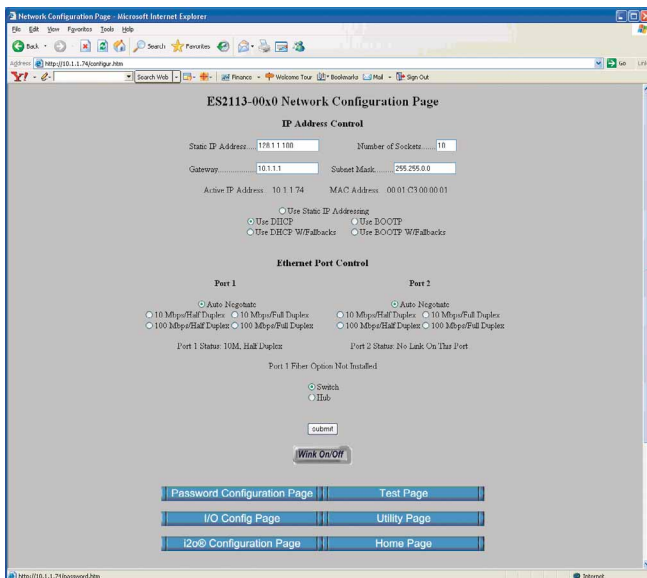 Network Configuration Page - Microsoft Internet Explorer
File Edit View Favorites Tools Help
Back Search Favorites
Address http://10.1.1.74/configur.htm Go Links
Y! Search Web Finance Welcome Tour Bookmarks Mail Sign Out
ES2113-00x0 Network Configuration Page
IP Address Control
Static IP Address..... 128.1.1.100 Number of Sockets....... 10
Gateway.................. 10.1.1.1 Subnet Mask......... 255.255.0.0
Active IP Address 10.1.1.74 MAC Address 00:01:C3:00:00:01
Use Static IP Addressing
Use DHCP Use BOOTP
Use DHCP W/Fallbacks Use BOOTP W/Fallbacks
Ethernet Port Control
Port 1 Port 2
Auto Negotiate Auto Negotiate
10 Mbps/Half Duplex 10 Mbps/Full Duplex 10 Mbps/Half Duplex 10 Mbps/Full Duplex
100 Mbps/Half Duplex 100 Mbps/Full Duplex 100 Mbps/Half Duplex 100 Mbps/Full Duplex
Port 1 Status: 10M, Half Duplex Port 2 Status: No Link On This Port
Port 1 Fiber Option Not Installed
Switch
Hub
submit
Wink On/Off
Password Configuration Page Test Page
I/O Config Page Utility Page
i2o® Configuration Page Home Page
http://10.1.1.74/password.htm Internet